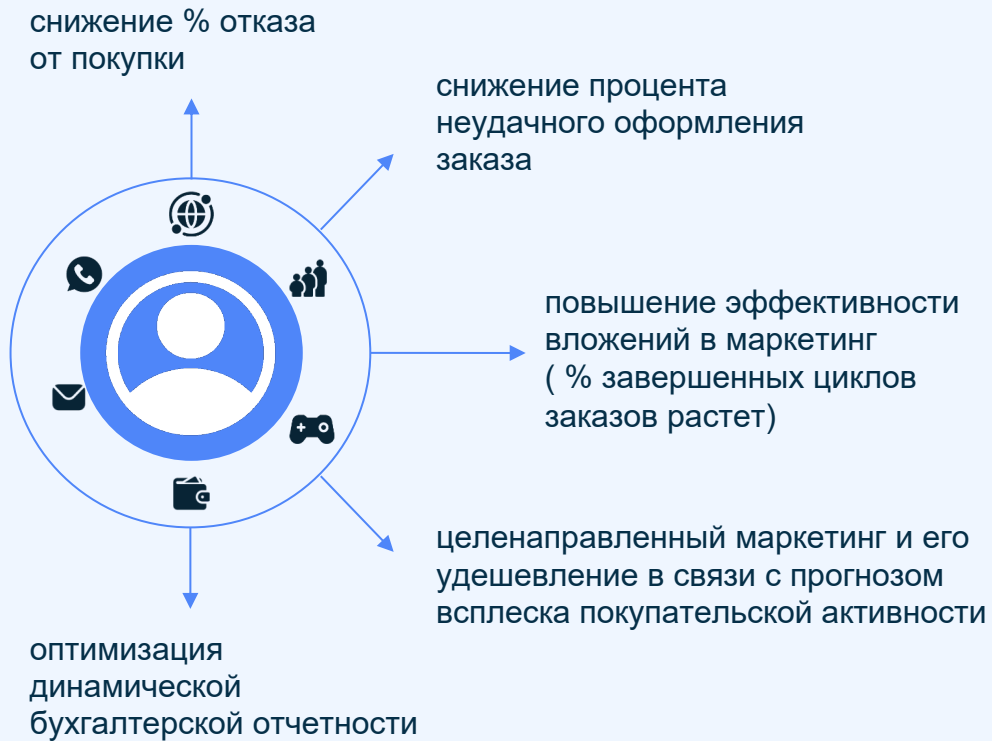 снижение % отказа
от покупки
снижение процента
неудачного оформления
заказа
повышение эффективности
вложений в маркетинг
( % завершенных циклов
заказов растет)
целенаправленный маркетинг и его
удешевление в связи с прогнозом
всплеска покупательской активности
оптимизация
динамической
бухгалтерской отчетности